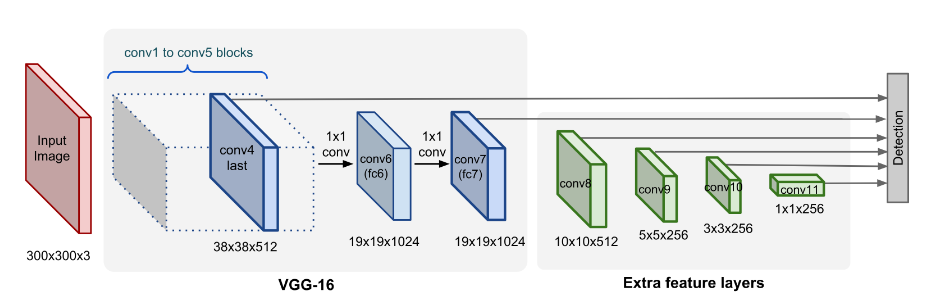 conv1 to conv5 blocks
Input
Image
300x300x3
conv4
last
38x38x512
1x1
conv
conv6
(fc6)
19x19x1024
1x1
conv
conv7
(fc7)
19x19x1024
VGG-16
conv8
10x10x512
conv9
5x5x256
conv10
3x3x256
conv11
1x1x256
Extra feature layers
Detection